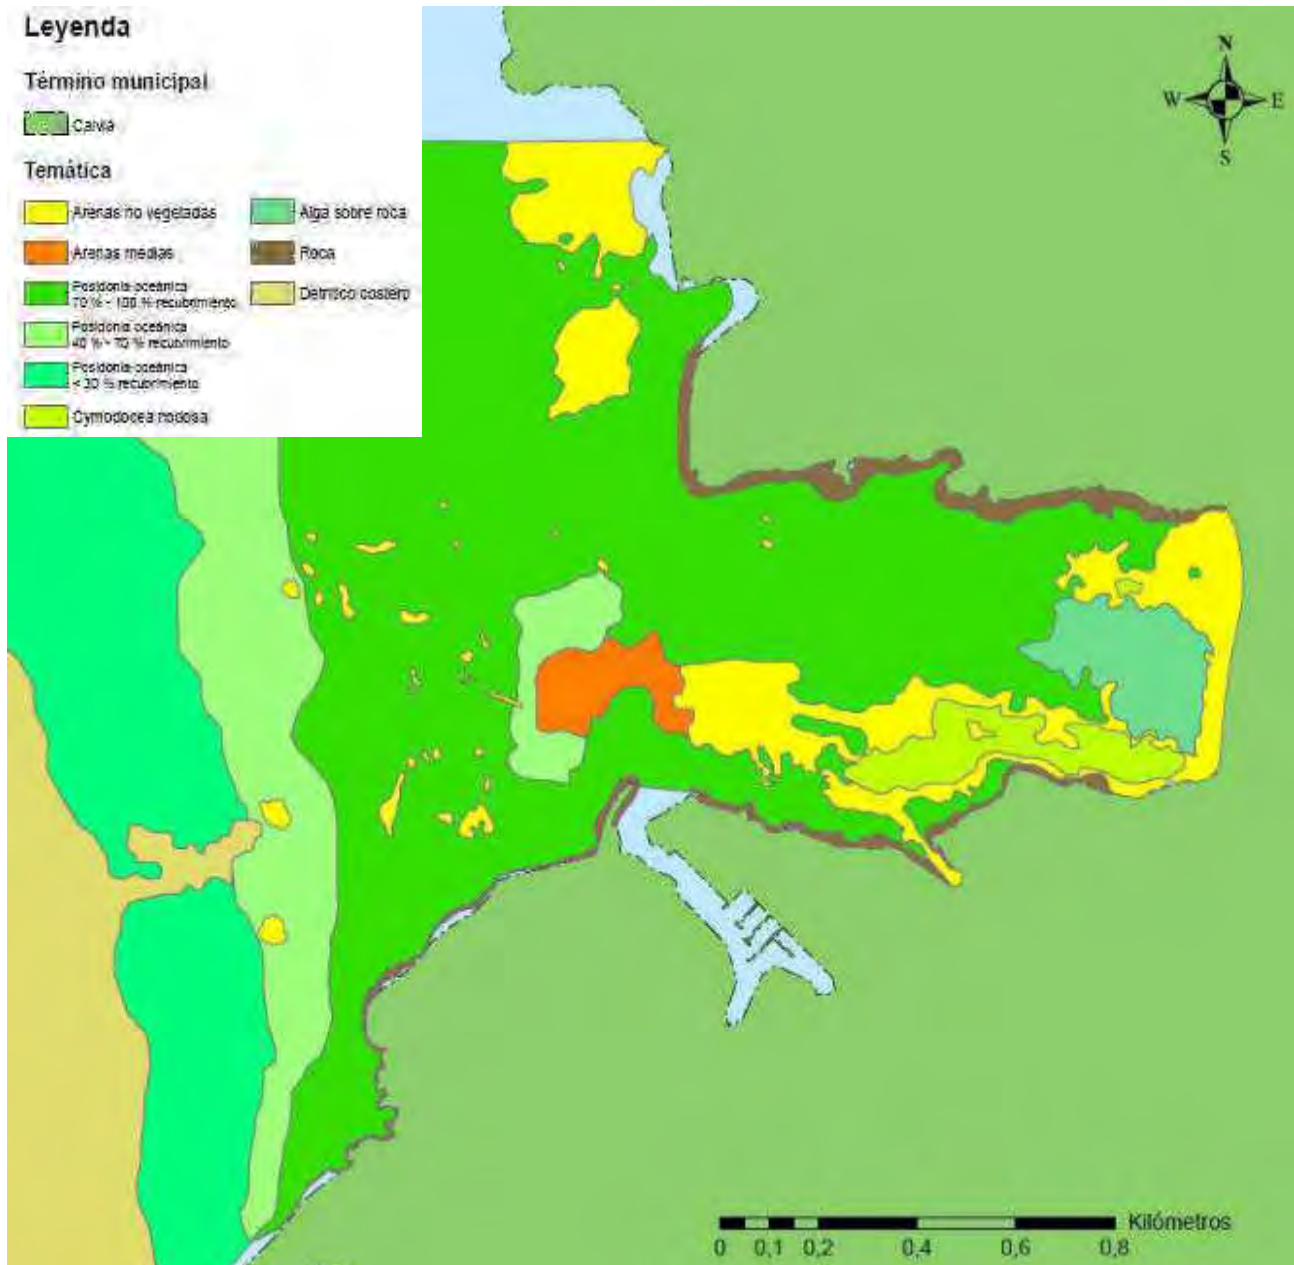 Leyenda
Término municipal
Calvià
Temática
Arenas no vegetadas
Arenas medias
Posidonia oceánica
70 % - 100 % recubrimiento
Posidonia oceánica
40 % - 70 % recubrimiento
Posidonia oceánica
< 30 % recubrimiento
Cymodocea nodosa
Alga sobre roca
Roca
Detrítico costero
N
W
E
S
Kilómetros
0 0,1 0,2 0,4 0,6 0,8